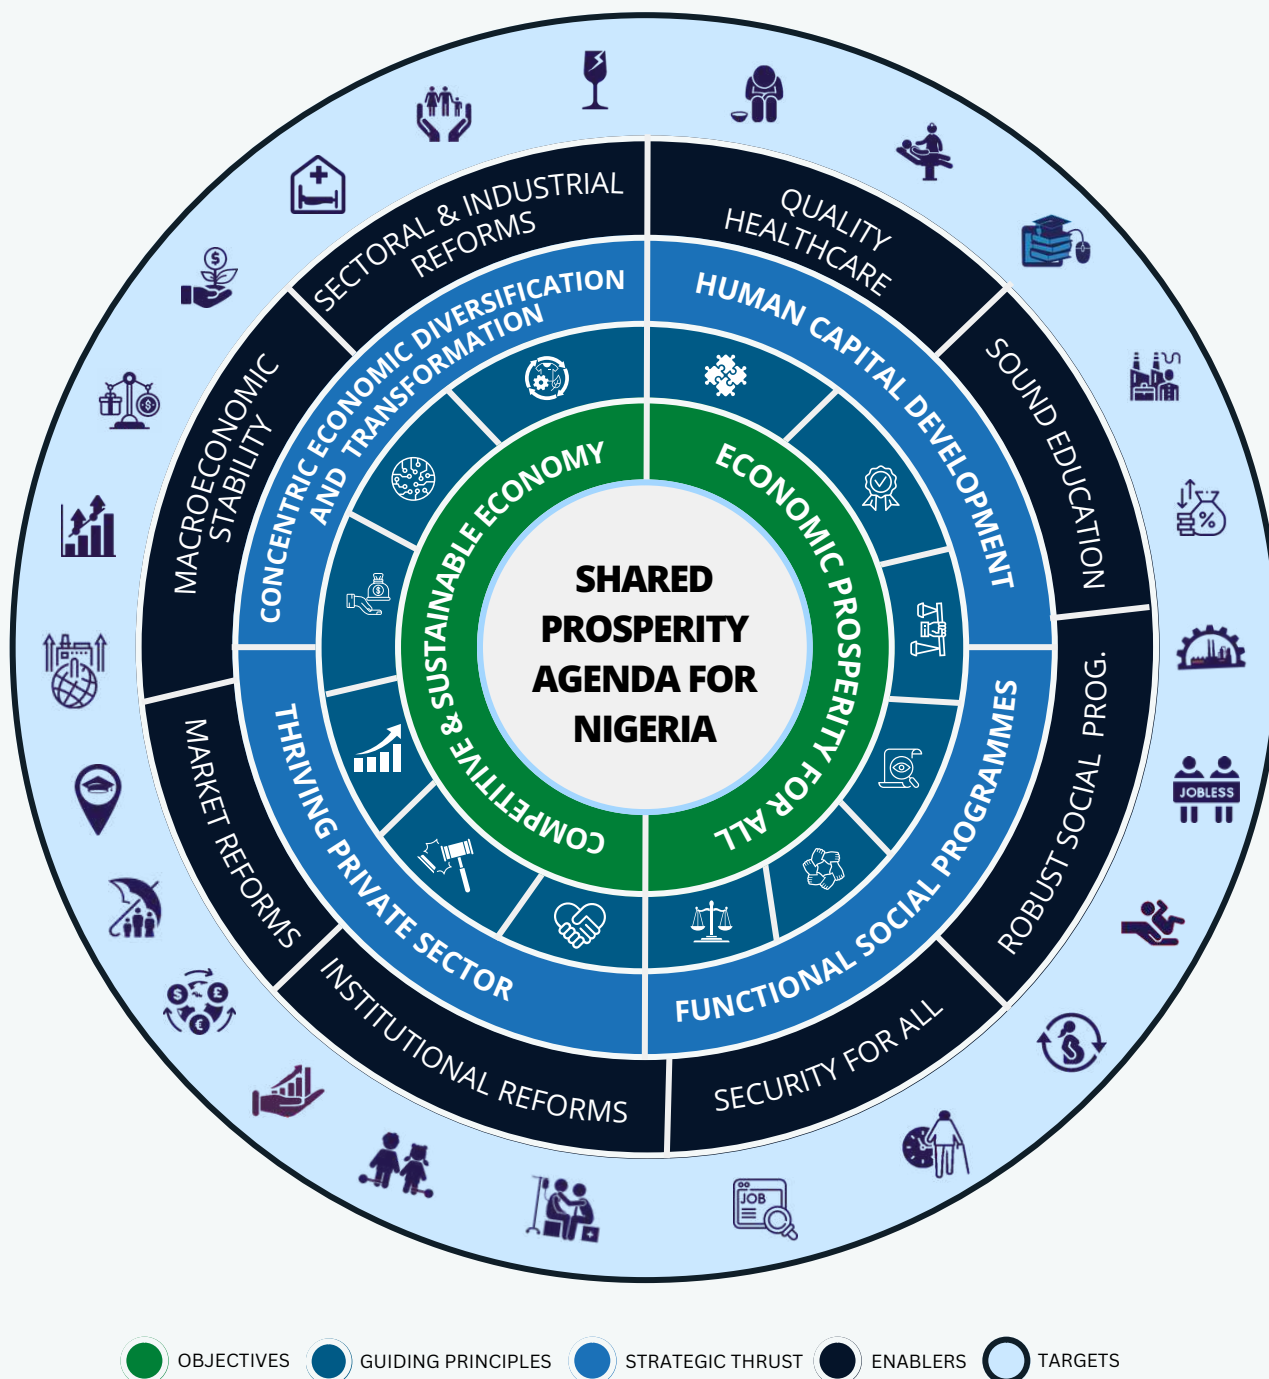 SHARED
PROSPERITY
AGENDA FOR
NIGERIA
COMPETITIVE & SUSTAINABLE ECONOMY
ECONOMIC PROSPERITY FOR ALL
CONCENTRIC ECONOMIC DIVERSIFICATION
AND TRANSFORMATION
HUMAN CAPITAL DEVELOPMENT
FUNCTIONAL SOCIAL PROGRAMMES
THRIVING PRIVATE SECTOR
SECTORAL & INDUSTRIAL
REFORMS
QUALITY
HEALTHCARE
SOUND EDUCATION
ROBUST SOCIAL PROG.
SECURITY FOR ALL
INSTITUTIONAL REFORMS
MARKET REFORMS
MACROECONOMIC
STABILITY
JOBLESS
JOB
OBJECTIVES
GUIDING PRINCIPLES
STRATEGIC THRUST
ENABLERS
TARGETS